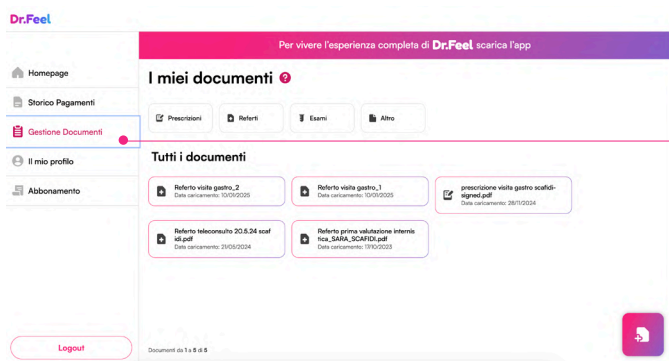 Dr.Feel
Per vivere l'esperienza completa di Dr.Feel scarica l'app
Homepage
Storico Pagamenti
Gestione Documenti
Il mio profilo
Abbonamento
Logout
I miei documenti ?
Prescrizioni
Referti
Esami
Altro
Tutti i documenti
Referto visita gastro_2
Data caricamento: 10/01/2025
Referto visita gastro_1
Data caricamento: 10/01/2025
prescrizione visita gastro scafidi-
signed.pdf
Data caricamento: 28/11/2024
Referto teleconsulto 20.5.24 scaf
idi.pdf
Data caricamento: 21/05/2024
Referto prima valutazione internis
tica_SARA_SCAFIDI.pdf
Data caricamento: 17/10/2023
Documenti da 1 a 5 di 5